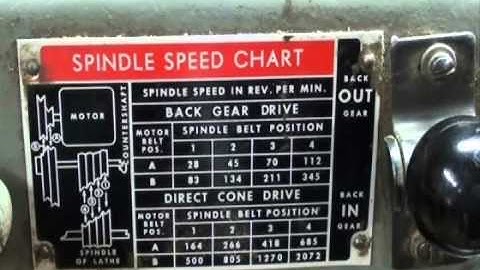 SPINDLE SPEED CHART
MOTOR
COUNTERSHAFT
A
B
SPINDLE OF LATHE
SPINDLE SPEED IN REV. PER MIN.
BACK GEAR DRIVE
MOTOR BELT POS. SPINDLE BELT POSITION
1 2 3 4
A 28 45 70 112
B 83 134 211 345
DIRECT CONE DRIVE
MOTOR BELT POS. SPINDLE BELT POSITION
1 2 3 4
A 164 266 418 685
B 500 805 1270 2072
BACK
OUT
GEAR
BACK
IN
GEAR